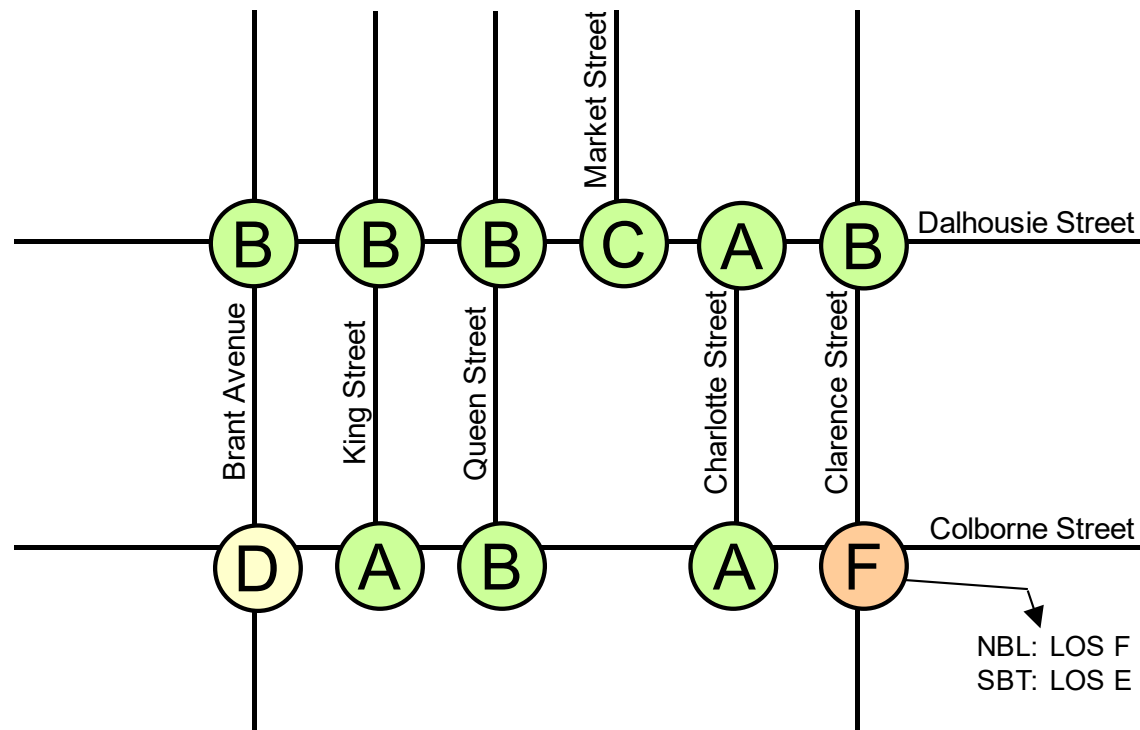 Market Street
B
B
B
C
A
B
Dalhousie Street
Brant Avenue
King Street
Queen Street
Charlotte Street
Clarence Street
D
A
B
A
F
Colborne Street
NBL: LOS F
SBT: LOS E